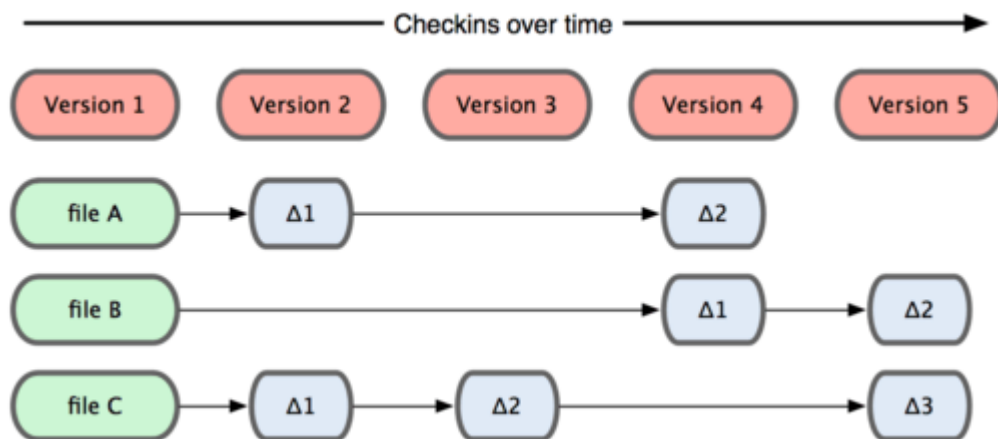 Checkins over time
Version 1 Version 2 Version 3 Version 4 Version 5
file A Δ1 Δ2
file B Δ1 Δ2
file C Δ1 Δ2 Δ3